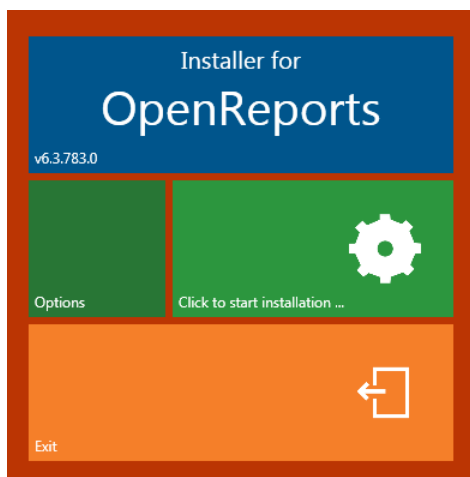 Installer for
OpenReports
v6.3.783.0
Options
Click to start installation ...
Exit